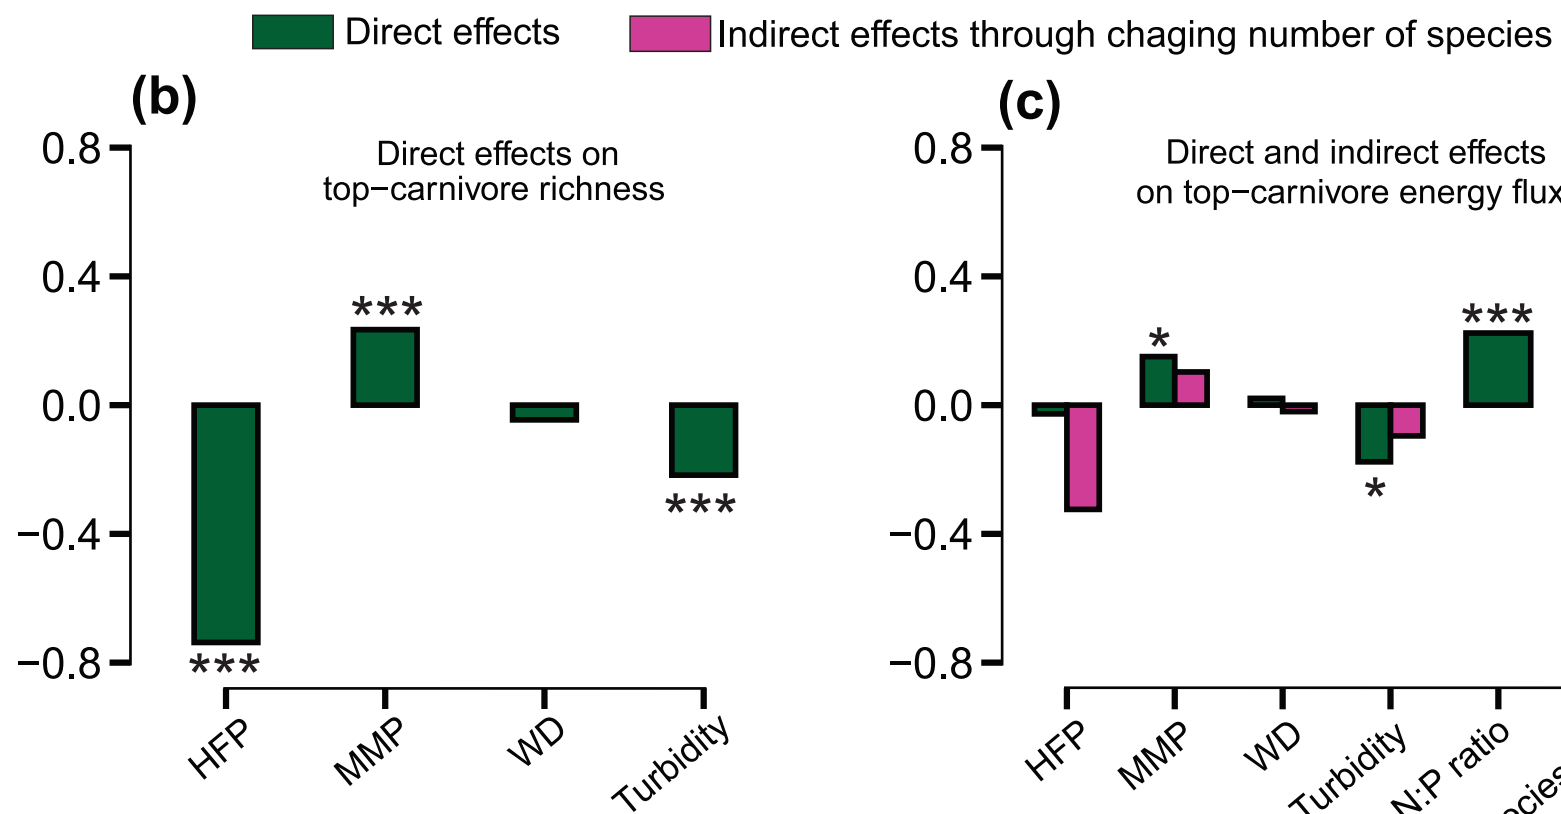 Direct effects
Indirect effects through chaging number of species
(b)
Direct effects on
top−carnivore richness
0.8
0.4
0.0
−0.4
−0.8
***
***
***
HFP
MMP
WD
Turbidity
(c)
Direct and indirect effects
on top−carnivore energy flux
0.8
0.4
0.0
−0.4
−0.8
*
*
***
HFP
MMP
WD
Turbidity
N:P ratio